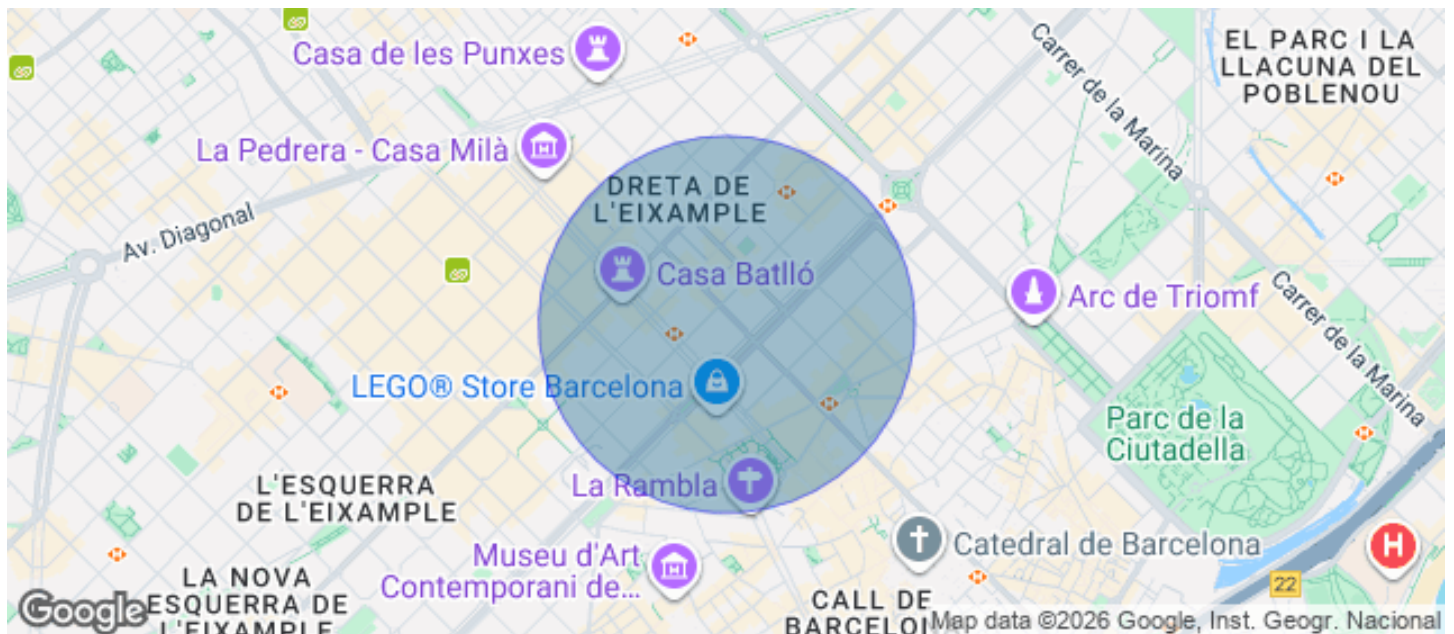 Casa de les Punxes
Carrer de la Marina
EL PARC I LA
LLACUNA DEL
POBLENOU
La Pedrera - Casa Milà
DRETA DE
L'EIXAMPLE
Av. Diagonal
Casa Batlló
Arc de Triomf
Carrer de la Marina
LEGO® Store Barcelona
Parc de la
Ciutadella
L'ESQUERRA
DE L'EIXAMPLE
La Rambla
Museu d'Art
Contemporani de...
Catedral de Barcelona
H
22
LA NOVA
ESQUERRA DE
L'EIXAMPLE
CALL DE
Google
Map data ©2026 Google, Inst. Geogr. Nacional